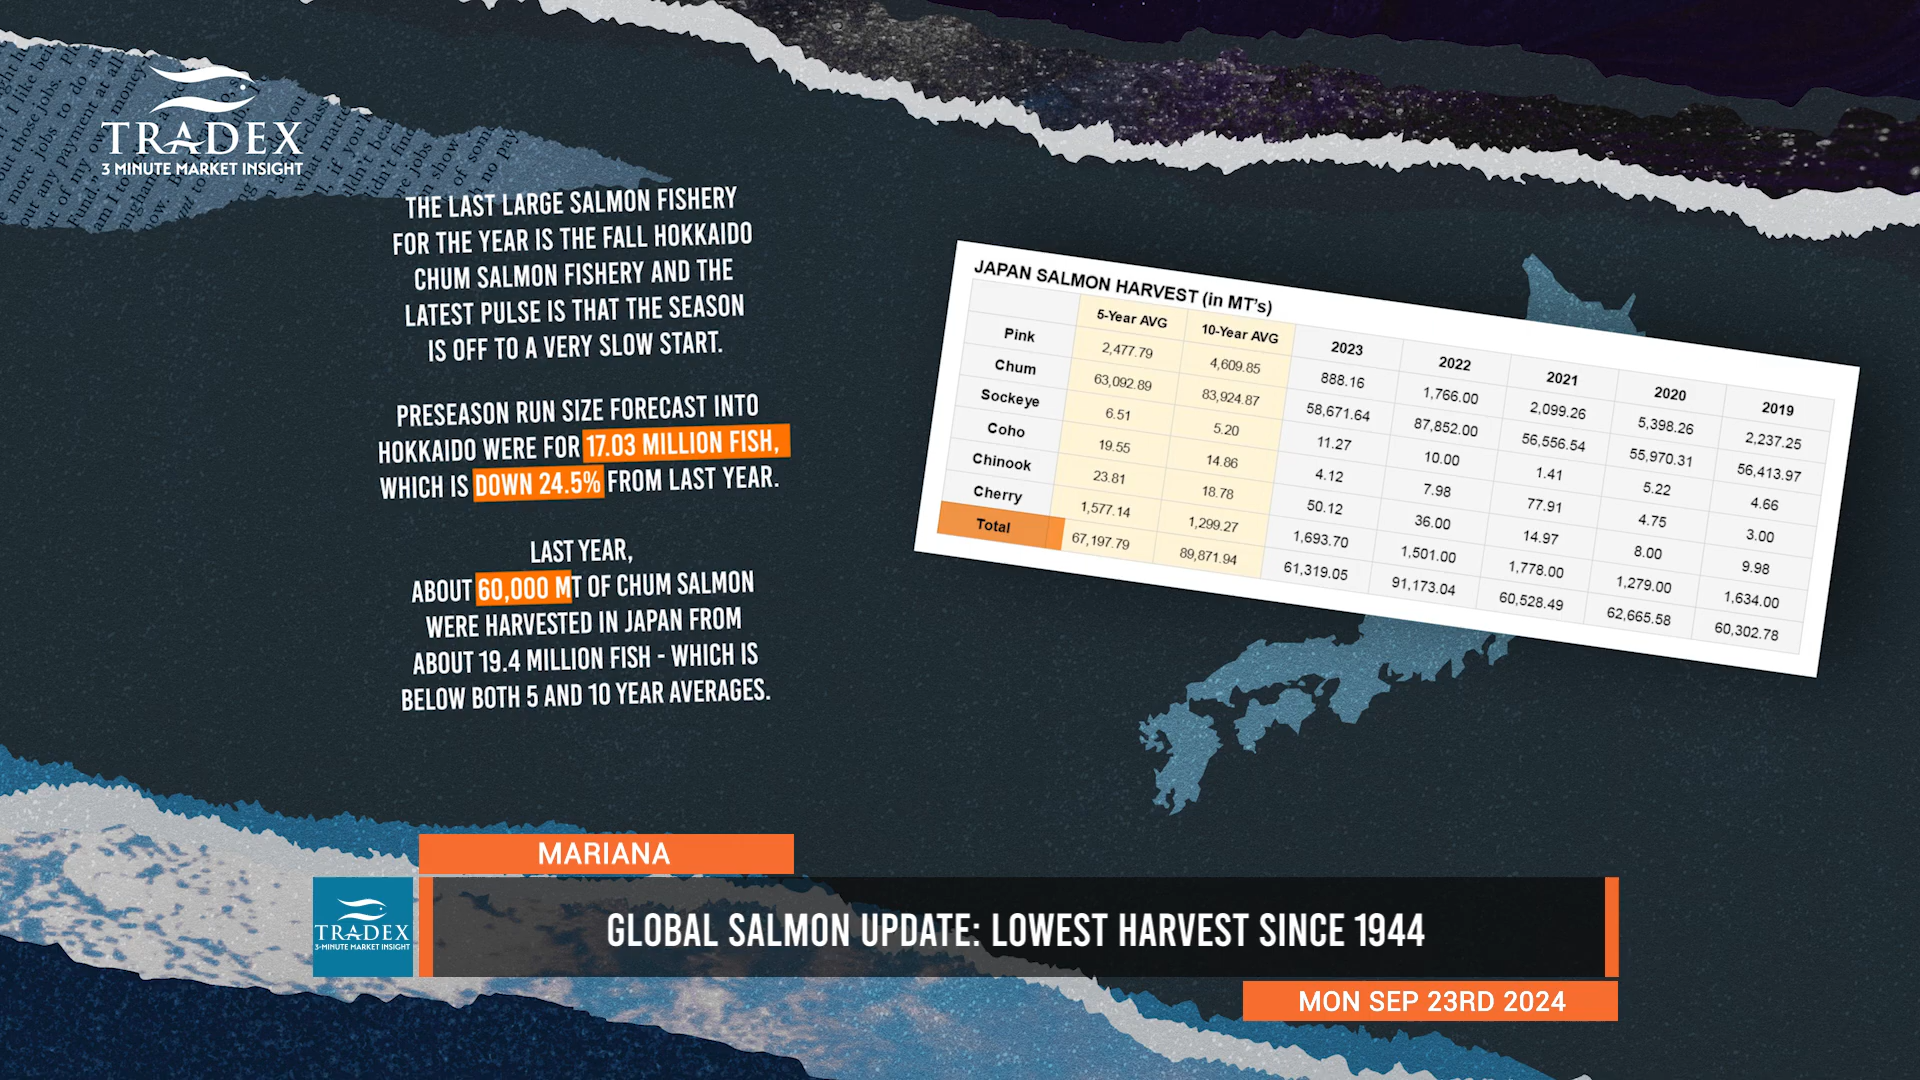 TRADEX
3 MINUTE MARKET INSIGHT
THE LAST LARGE SALMON FISHERY
FOR THE YEAR IS THE FALL HOKKAIDO
CHUM SALMON FISHERY AND THE
LATEST PULSE IS THAT THE SEASON
IS OFF TO A VERY SLOW START.
PRESEASON RUN SIZE FORECAST INTO
HOKKAIDO WERE FOR 17.03 MILLION FISH,
WHICH IS DOWN 24.5% FROM LAST YEAR.
LAST YEAR,
ABOUT 60,000 MT OF CHUM SALMON
WERE HARVESTED IN JAPAN FROM
ABOUT 19.4 MILLION FISH - WHICH IS
BELOW BOTH 5 AND 10 YEAR AVERAGES.
JAPAN SALMON HARVEST (in MT's)
5-Year AVG 10-Year AVG 2023 2022 2021 2020 2019
Pink 2,477.79 4,609.85 888.16 1,766.00 2,099.26 5,398.26 2,237.25
Chum 63,092.89 83,924.87 58,671.64 87,852.00 56,556.54 55,970.31 56,413.97
Sockeye 6.51 5.20 11.27 10.00 1.41 5.22 4.66
Coho 19.55 14.86 4.12 7.98 77.91 4.75 3.00
Chinook 23.81 18.78 50.12 36.00 14.97 8.00 9.98
Cherry 1,577.14 1,299.27 1,693.70 1,501.00 1,778.00 1,279.00 1,634.00
Total 67,197.79 89,871.94 61,319.05 91,173.04 60,528.49 62,665.58 60,302.78
MARIANA
TRADEX
3-MINUTE MARKET INSIGHT
GLOBAL SALMON UPDATE: LOWEST HARVEST SINCE 1944
MON SEP 23RD 2024